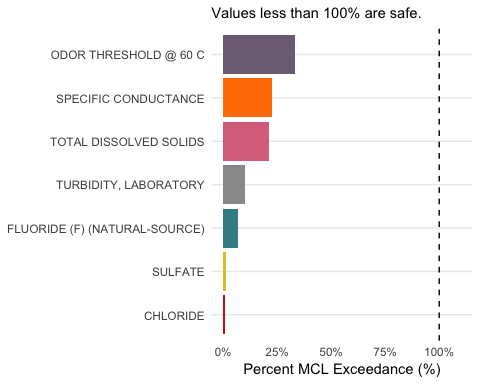 Values less than 100% are safe.
ODOR THRESHOLD @ 60 C
SPECIFIC CONDUCTANCE
TOTAL DISSOLVED SOLIDS
TURBIDITY, LABORATORY
FLUORIDE (F) (NATURAL-SOURCE)
SULFATE
CHLORIDE
0% 25% 50% 75% 100%
Percent MCL Exceedance (%)